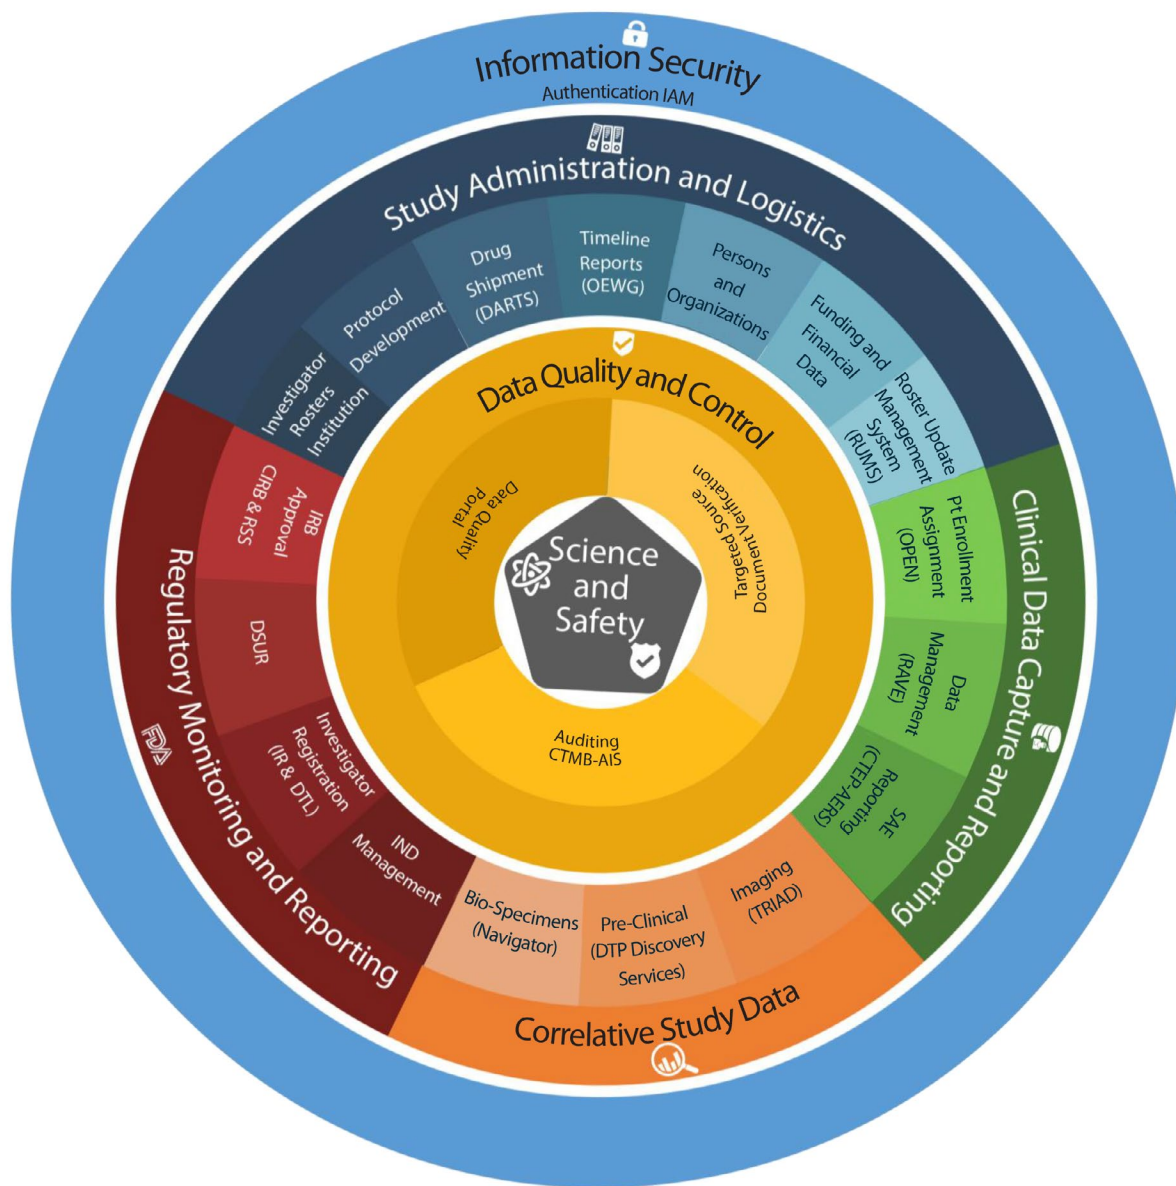 Information Security
Authentication IAM
Study Administration and Logistics
Investigator
Rosters
Institution
Protocol
Development
Drug
Shipment
(DARTS)
Timeline
Reports
(OEWG)
Persons
and
Organizations
Funding and
Financial
Data
Roster Update
Management
System
(RUMS)
Clinical Data Capture and Reporting
Pt Enrollment
Assignment
(OPEN)
Data
Management
(RAVE)
SAE
Reporting
(CTEP-AERS)
Correlative Study Data
Imaging
(TRIAD)
Pre-Clinical
(DTP Discovery
Services)
Bio-Specimens
(Navigator)
Regulatory Monitoring and Reporting
FDA
IND
Management
Investigator
Registration
(IR & DTL)
DSUR
IRB
Approval
CIRB & RSS
Data Quality and Control
Data Quality
Portal
Targeted Source
Document Verification
Auditing
CTMB-AIS
Science
and
Safety